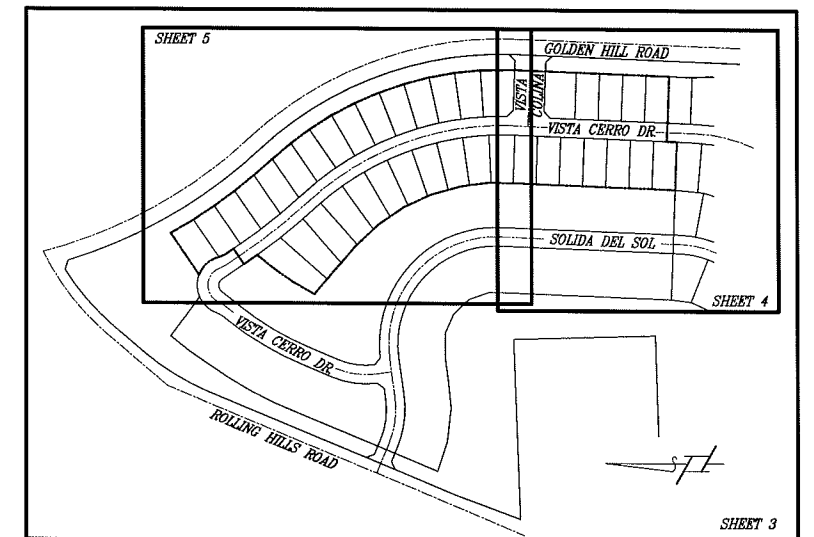 SHEET 5
GOLDEN HILL ROAD
VISTA
COLINA
VISTA CERRO DR.
SOLIDA DEL SOL
SHEET 4
VISTA CERRO DR.
ROLLING HILLS ROAD
SHEET 3